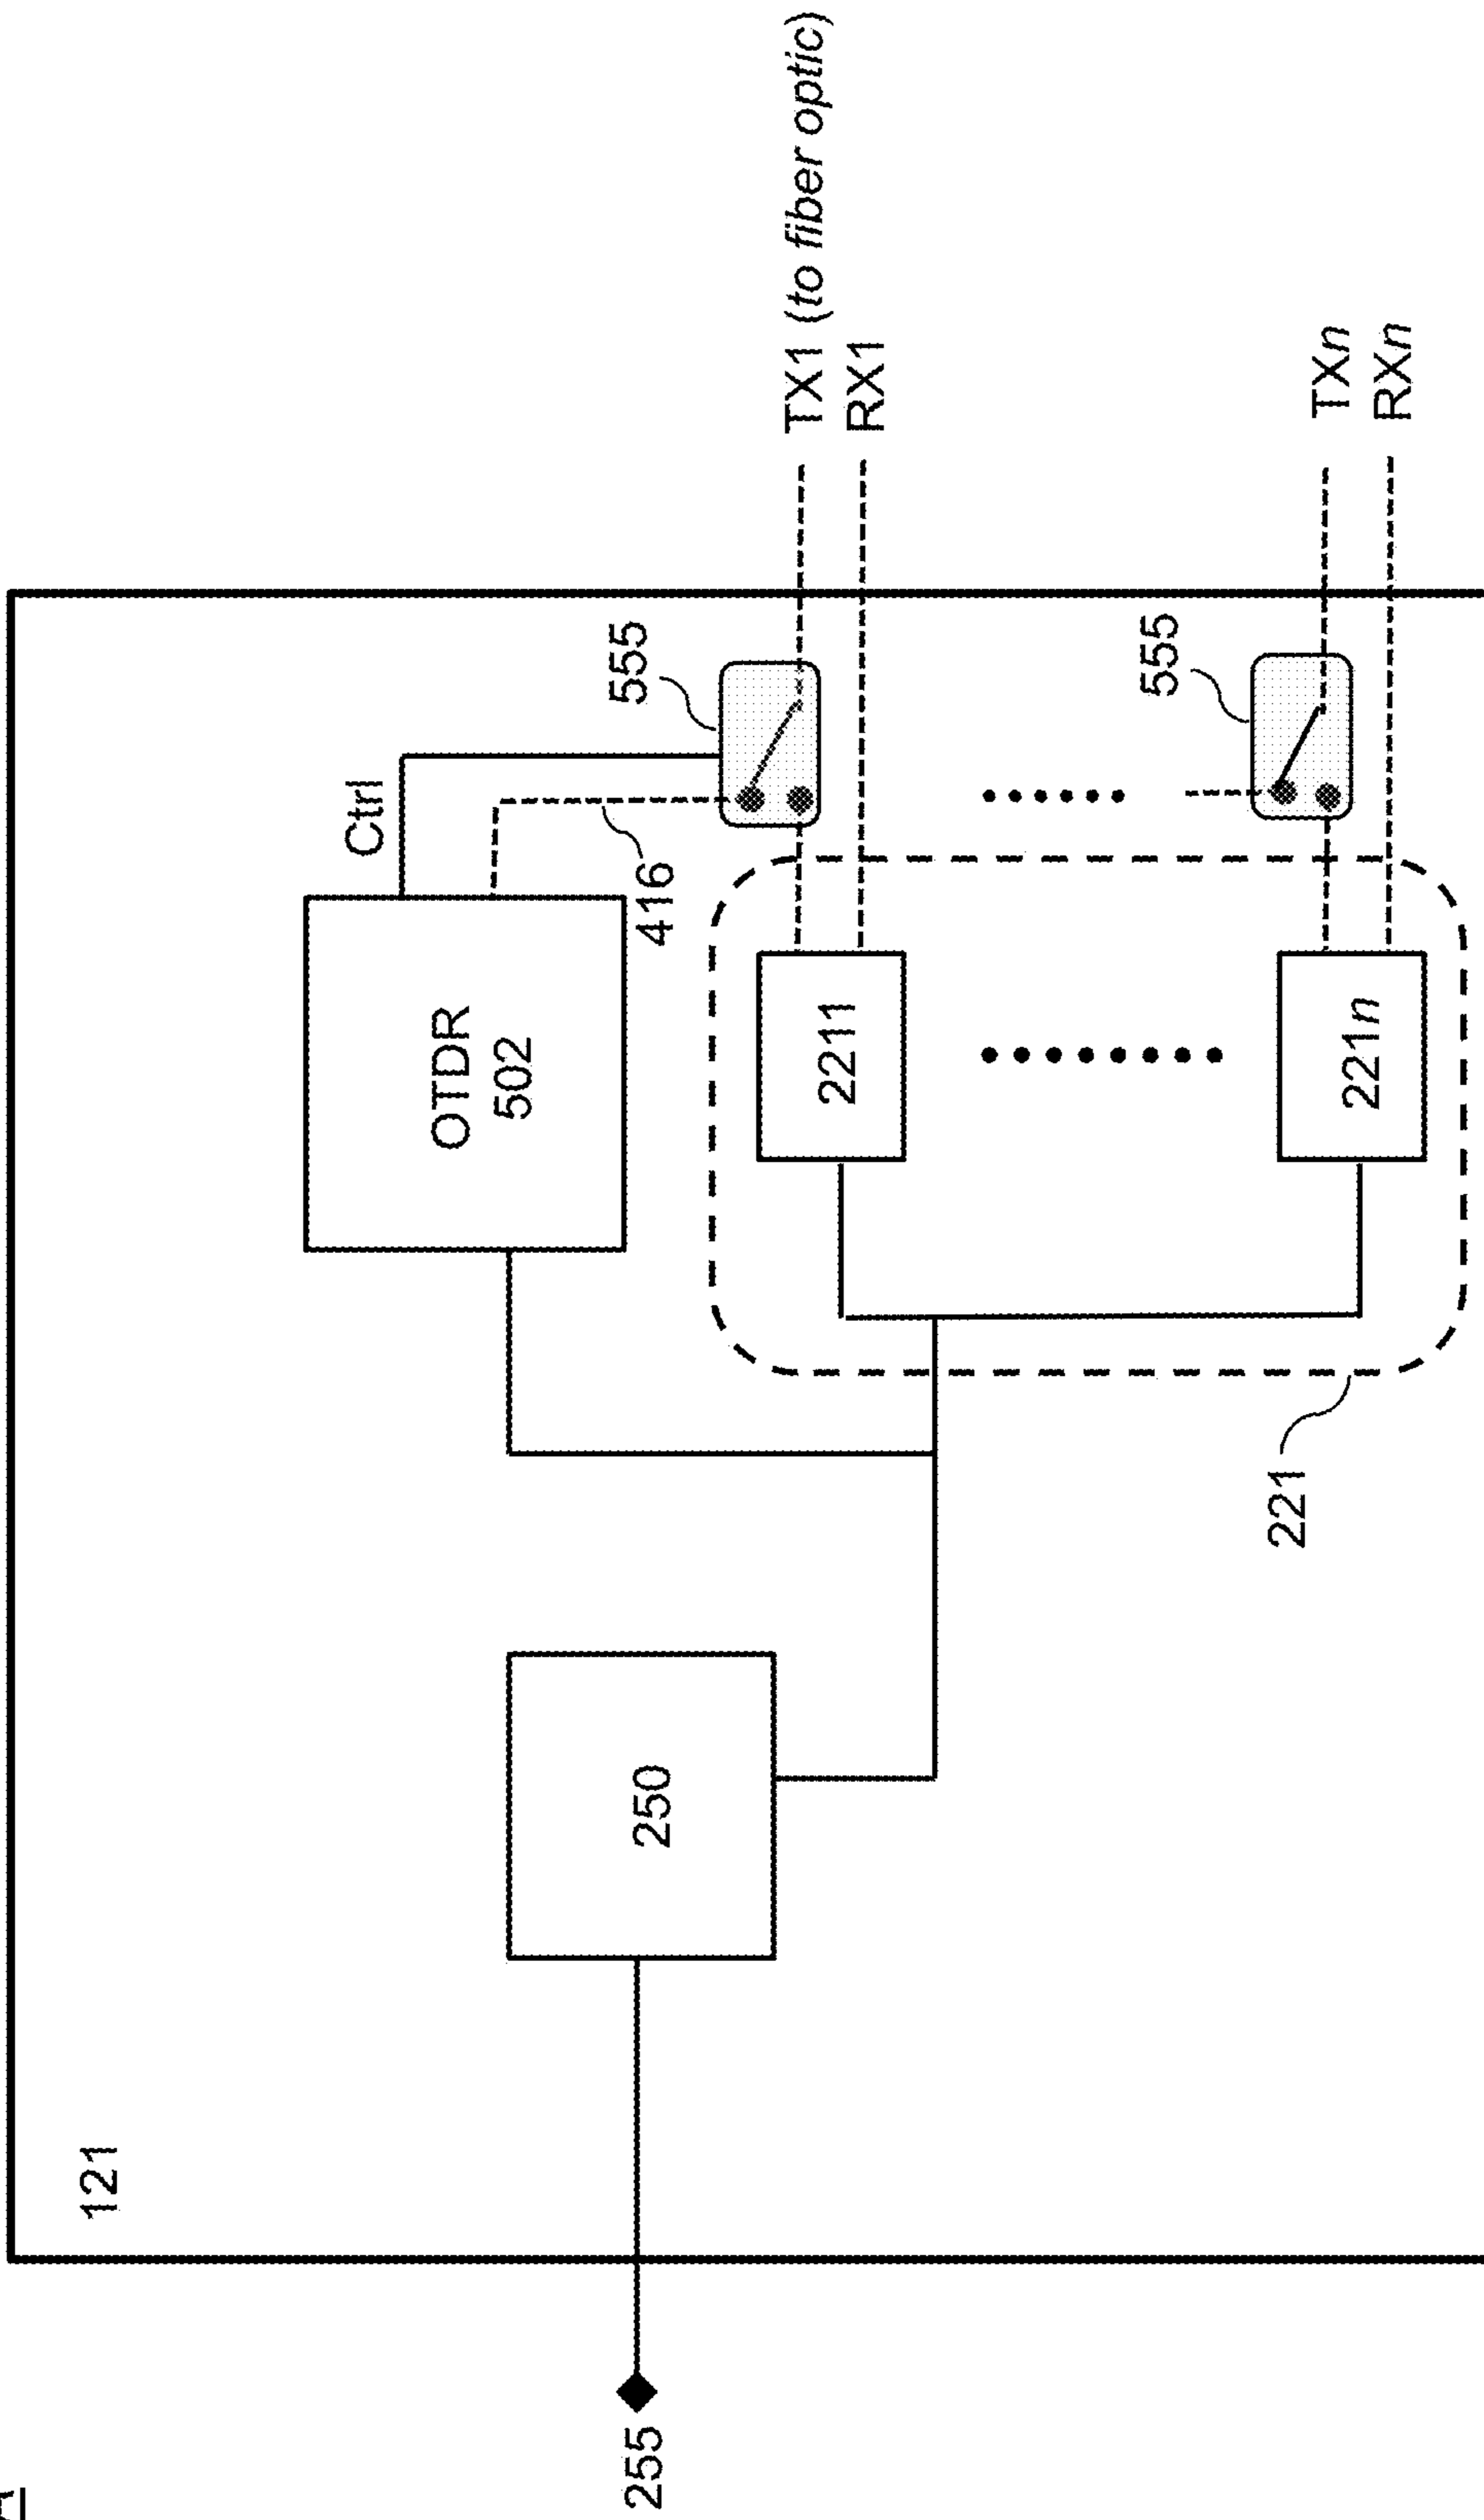 121
Ctrl
OTDR
502
416
555
TX1 (to fiber optic)
RX1
2211
555
TXn
RXn
221n
221
250
255